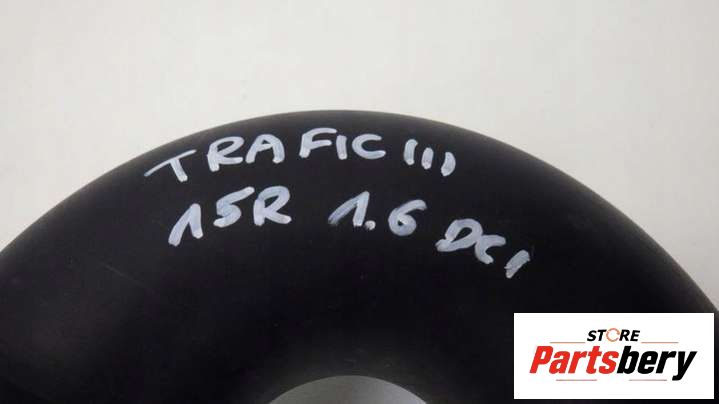 TRAFIC III
15R 1.6 DCI
STORE
Partsbery